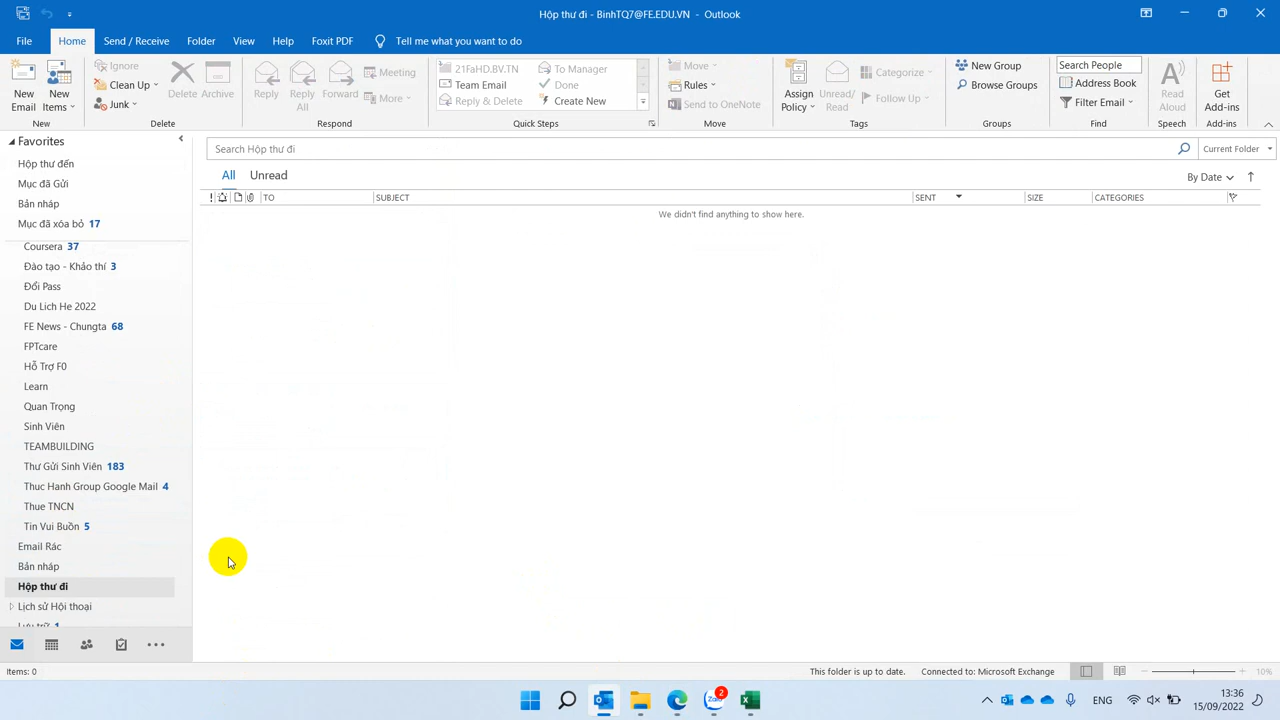 Hộp thư đi - BinhTQ7@FE.EDU.VN - Outlook
File Home Send / Receive Folder View Help Foxit PDF Tell me what you want to do
New Email
New Items
Ignore
Clean Up
Junk
Delete
Archive
Reply
Reply All
Forward
Meeting
More
21FaHD.BV.TN
Team Email
Reply & Delete
To Manager
Done
Create New
Move
Rules
Send to OneNote
Assign Policy
Unread/ Read
Categorize
Follow Up
New Group
Browse Groups
Search People
Address Book
Filter Email
Read Aloud
Get Add-ins
New Delete Respond Quick Steps Move Tags Groups Find Speech Add-ins
Favorites
Hộp thư đến
Mục đã Gửi
Bản nháp
Mục đã xóa bỏ 17
Coursera 37
Đào tạo - Khảo thí 3
Đổi Pass
Du Lich He 2022
FE News - Chungta 68
FPTcare
Hỗ Trợ F0
Learn
Quan Trọng
Sinh Viên
TEAMBUILDING
Thư Gửi Sinh Viên 183
Thuc Hanh Group Google Mail 4
Thue TNCN
Tin Vui Buồn 5
Email Rác
Bản nháp
Hộp thư đi
Lịch sử Hội thoại
Lưu trữ 1
Search Hộp thư đi
Current Folder
All Unread
By Date
TO SUBJECT SENT SIZE CATEGORIES
We didn't find anything to show here.
Items: 0
This folder is up to date. Connected to: Microsoft Exchange
10%
Zalo
2
ENG
13:36
15/09/2022